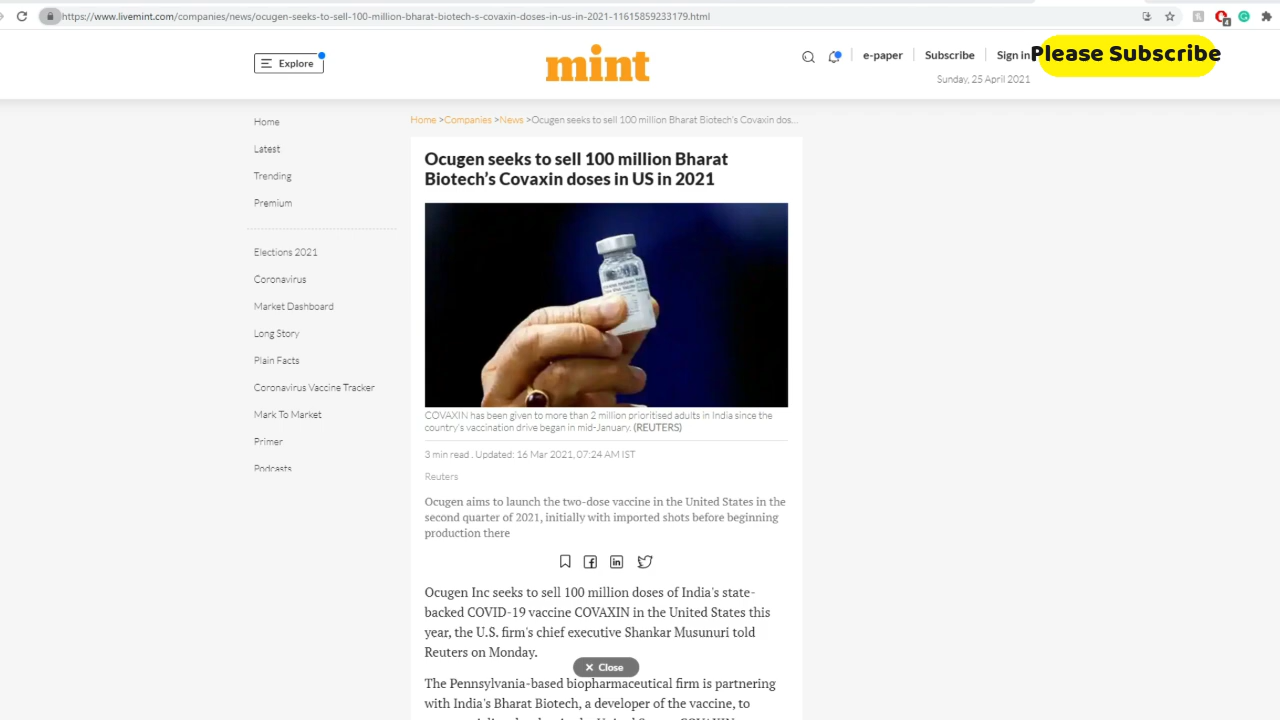 https://www.livemint.com/companies/news/ocugen-seeks-to-sell-100-million-bharat-biotech-s-covaxin-doses-in-us-in-2021-11615859233179.html
Explore
mint
e-paper
Subscribe
Sign in
Please Subscribe
Sunday, 25 April 2021
Home
Latest
Trending
Premium
Elections 2021
Coronavirus
Market Dashboard
Long Story
Plain Facts
Coronavirus Vaccine Tracker
Mark To Market
Primer
Podcasts
Home >Companies >News >Ocugen seeks to sell 100 million Bharat Biotech's Covaxin dos...
Ocugen seeks to sell 100 million Bharat
Biotech’s Covaxin doses in US in 2021
COVAXIN has been given to more than 2 million prioritised adults in India since the
country's vaccination drive began in mid-January. (REUTERS)
3 min read . Updated: 16 Mar 2021, 07:24 AM IST
Reuters
Ocugen aims to launch the two-dose vaccine in the United States in the
second quarter of 2021, initially with imported shots before beginning
production there
Ocugen Inc seeks to sell 100 million doses of India's state-
backed COVID-19 vaccine COVAXIN in the United States this
year, the U.S. firm's chief executive Shankar Musunuri told
Reuters on Monday.
× Close
The Pennsylvania-based biopharmaceutical firm is partnering
with India's Bharat Biotech, a developer of the vaccine, to